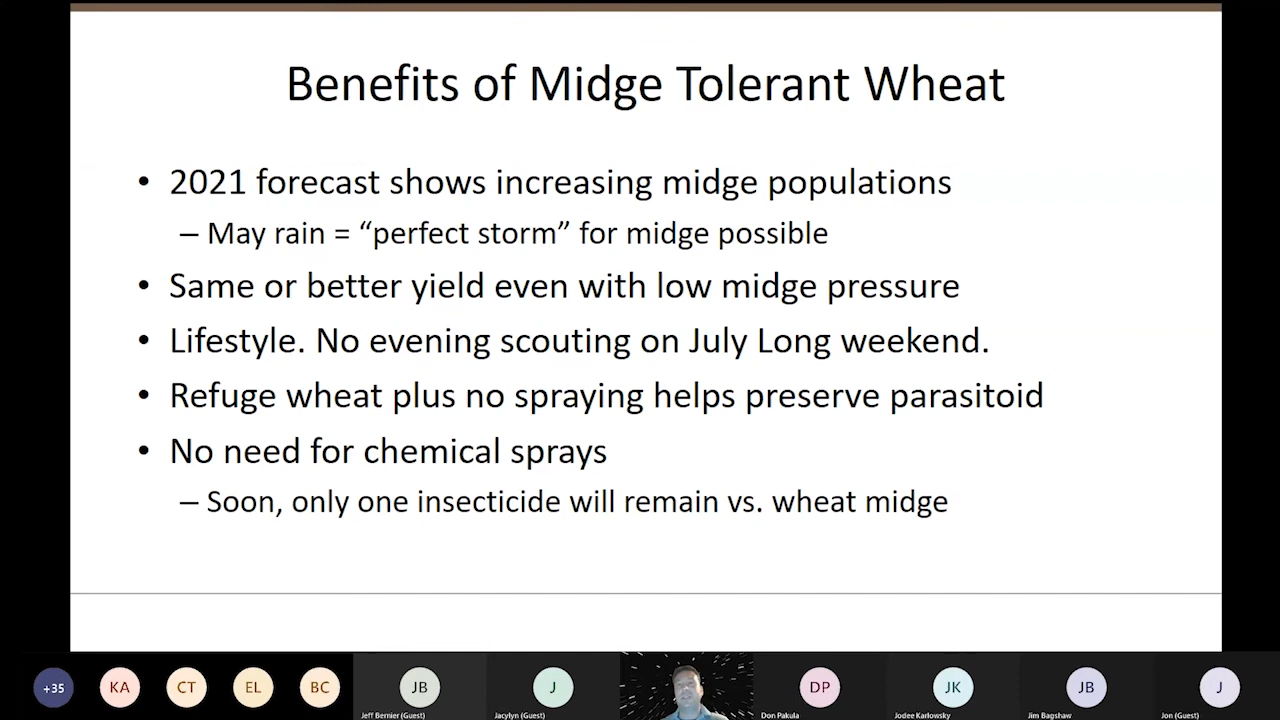 Benefits of Midge Tolerant Wheat
• 2021 forecast shows increasing midge populations
– May rain = “perfect storm” for midge possible
• Same or better yield even with low midge pressure
• Lifestyle. No evening scouting on July Long weekend.
• Refuge wheat plus no spraying helps preserve parasitoid
• No need for chemical sprays
– Soon, only one insecticide will remain vs. wheat midge
+35
KA
CT
EL
BC
JB
J
DP
JK
JB
J
Jeff Bernier (Guest)
Jacylyn (Guest)
Don Pakula
Jodee Karlowsky
Jim Bagshaw
Jon (Guest)